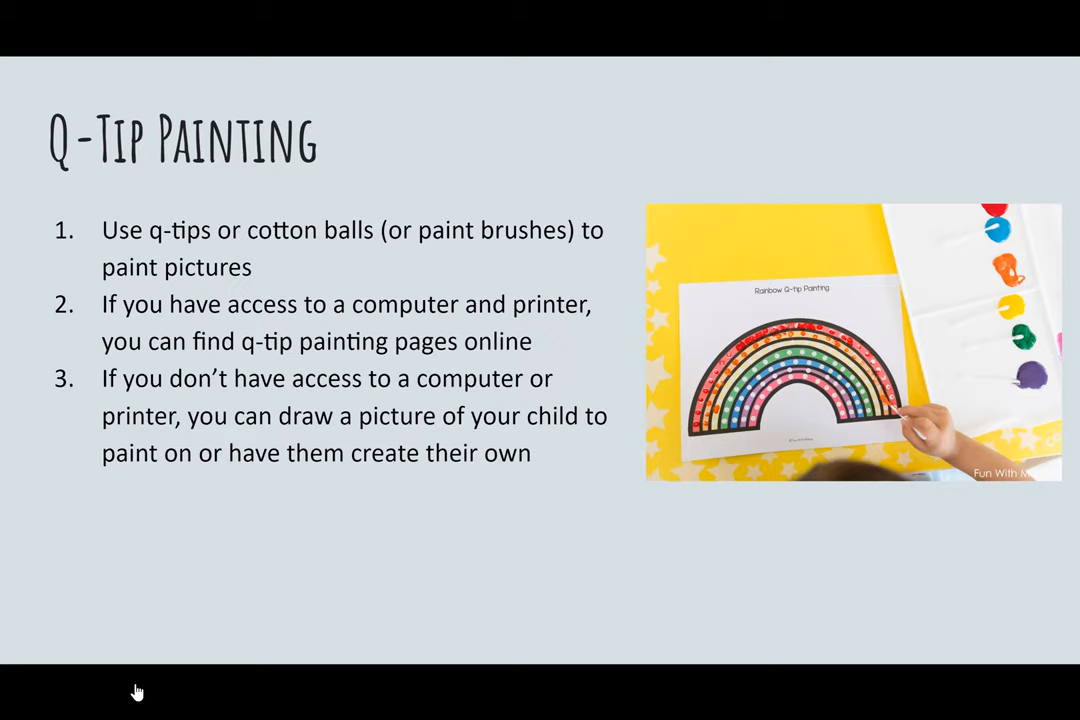 Q-Tip Painting
1. Use q-tips or cotton balls (or paint brushes) to
paint pictures
2. If you have access to a computer and printer,
you can find q-tip painting pages online
3. If you don't have access to a computer or
printer, you can draw a picture of your child to
paint on or have them create their own
Rainbow Q-tip Painting
Fun With